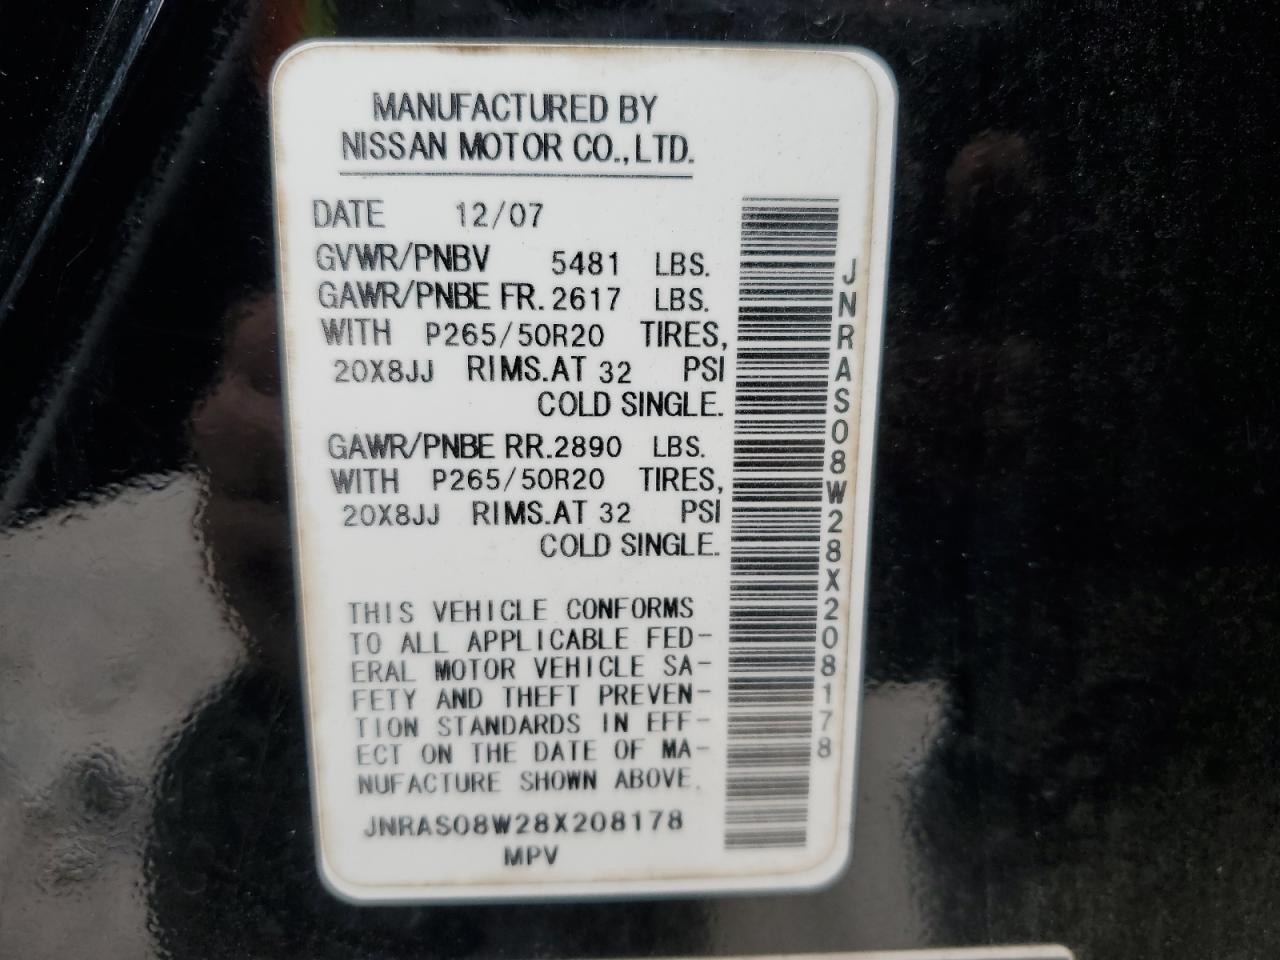 MANUFACTURED BY
NISSAN MOTOR CO.,LTD.
DATE 12/07
GVWR/PNBV 5481 LBS.
GAWR/PNBE FR. 2617 LBS.
WITH P265/50R20 TIRES,
20X8JJ RIMS.AT 32 PSI
COLD SINGLE.
GAWR/PNBE RR. 2890 LBS.
WITH P265/50R20 TIRES,
20X8JJ RIMS.AT 32 PSI
COLD SINGLE.
THIS VEHICLE CONFORMS
TO ALL APPLICABLE FED-
ERAL MOTOR VEHICLE SA-
FETY AND THEFT PREVEN-
TION STANDARDS IN EFF-
ECT ON THE DATE OF MA-
NUFACTURE SHOWN ABOVE.
JNRAS08W28X208178
MPV
JNRAS08W28X208178